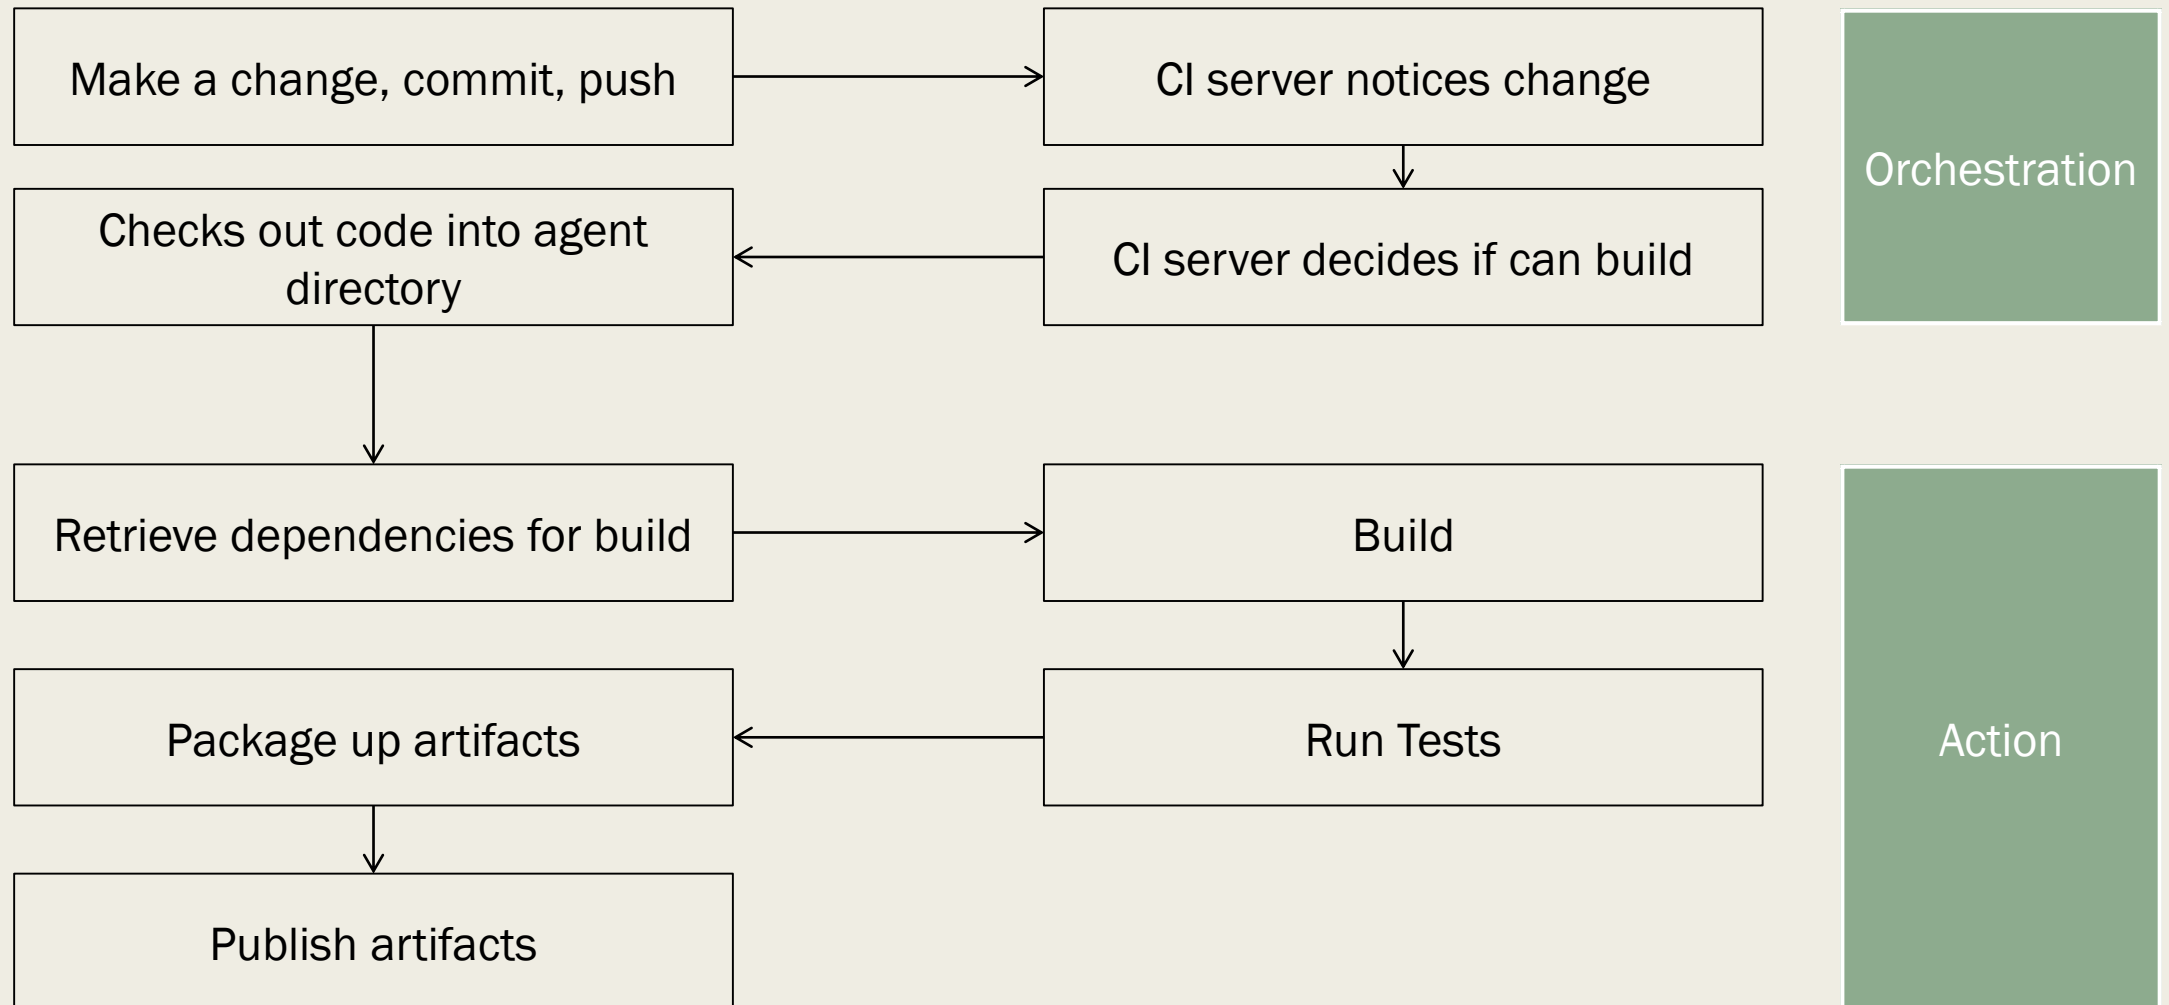 Make a change, commit, push
CI server notices change
Orchestration
Checks out code into agent
directory
CI server decides if can build
Retrieve dependencies for build
Build
Package up artifacts
Run Tests
Action
Publish artifacts